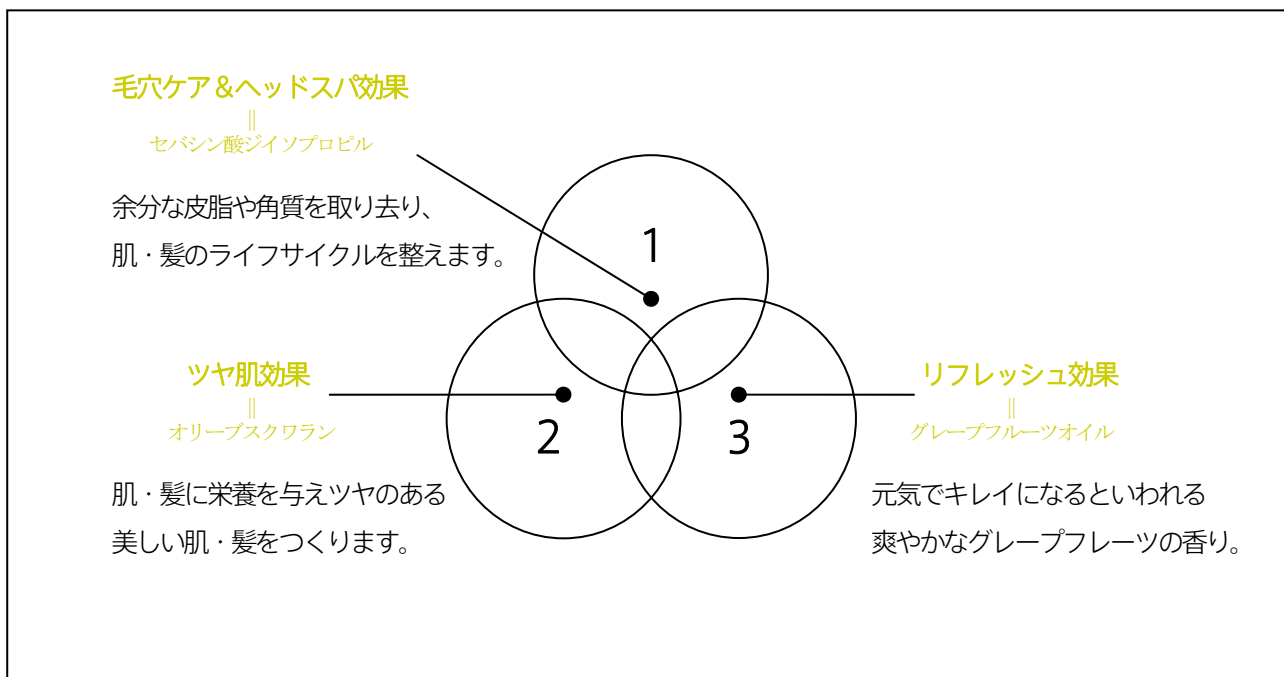 毛穴ケア&ヘッドスパ効果
||
セバシン酸ジイソプロピル
余分な皮脂や角質を取り去り、
肌・髪のライフサイクルを整えます。
1
ツヤ肌効果
||
オリーブスクワラン
肌・髪に栄養を与えツヤのある
美しい肌・髪をつくります。
2
3
リフレッシュ効果
||
グレープフルーツオイル
元気でキレイになるといわれる
爽やかなグレープフレーツの香り。